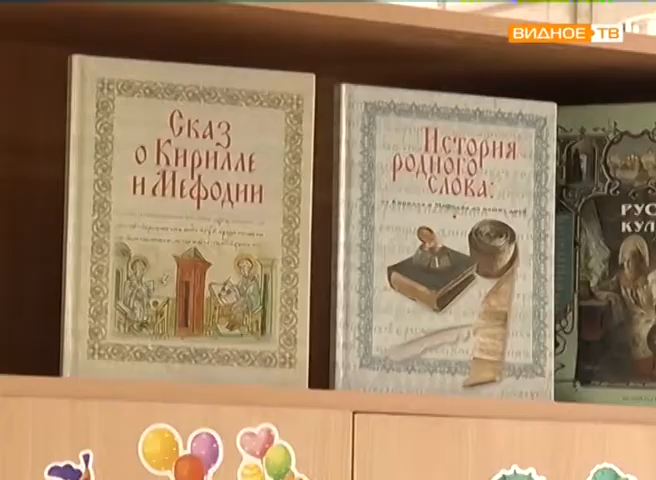 ВИДНОЕ ТВ
Сказ
о Кирилле
и Мефодии
История
родного
слова:
РУС
КУЛ